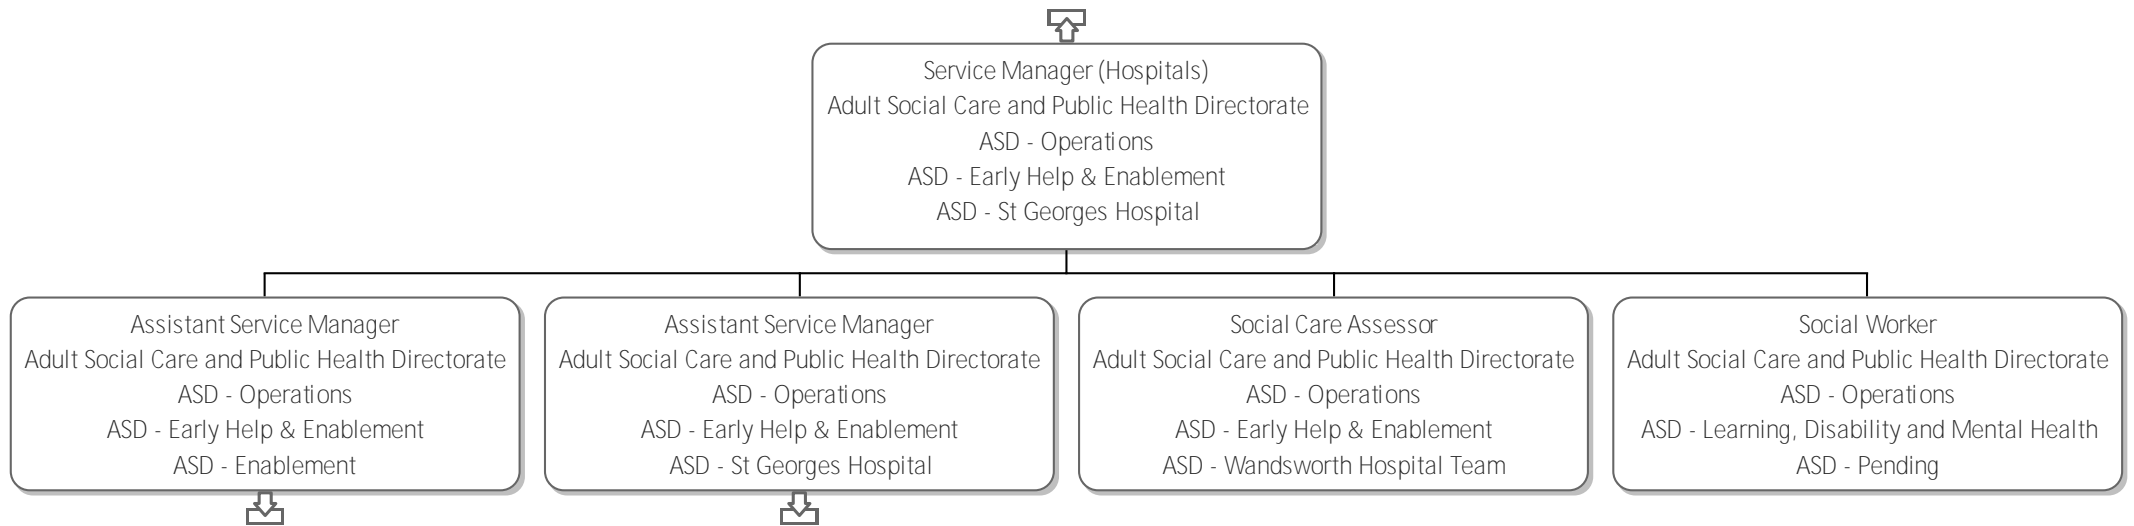 Service Manager (Hospitals)
Adult Social Care and Public Health Directorate
ASD - Operations
ASD - Early Help & Enablement
ASD - St Georges Hospital
Assistant Service Manager
Adult Social Care and Public Health Directorate
ASD - Operations
ASD - Early Help & Enablement
ASD - Enablement
Assistant Service Manager
Adult Social Care and Public Health Directorate
ASD - Operations
ASD - Early Help & Enablement
ASD - St Georges Hospital
Social Care Assessor
Adult Social Care and Public Health Directorate
ASD - Operations
ASD - Early Help & Enablement
ASD - Wandsworth Hospital Team
Social Worker
Adult Social Care and Public Health Directorate
ASD - Operations
ASD - Learning, Disability and Mental Health
ASD - Pending